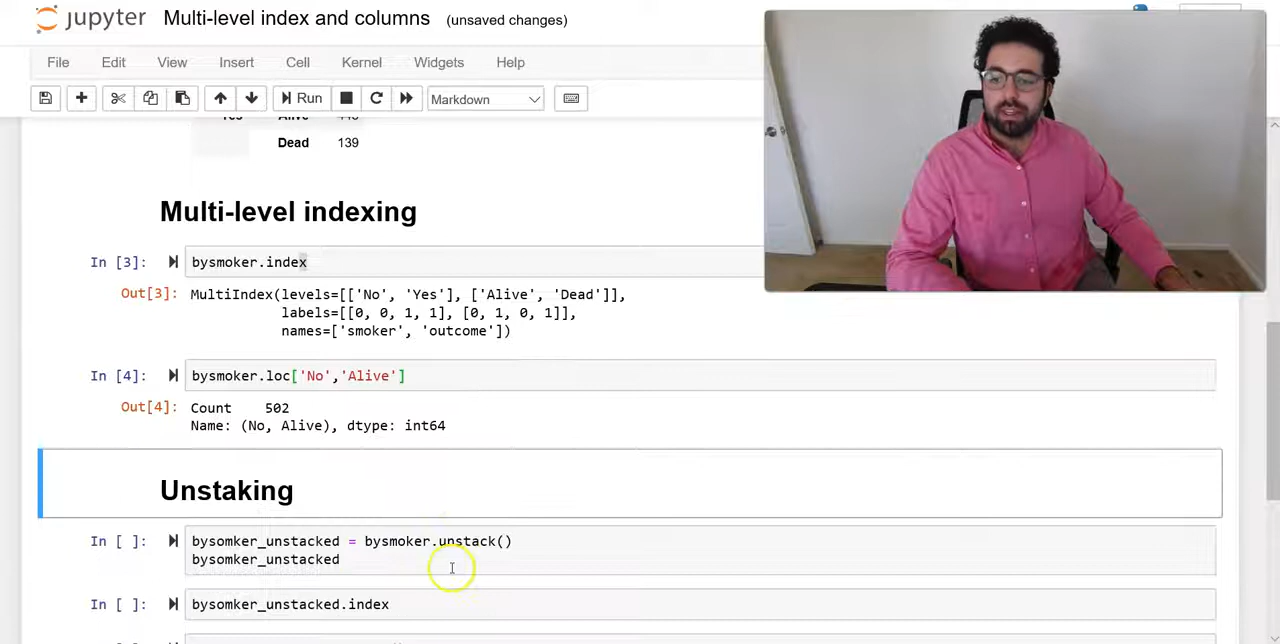 jupyter Multi-level index and columns (unsaved changes)
File Edit View Insert Cell Kernel Widgets Help
Run Markdown
Dead 139
Multi-level indexing
In [3]: bysmoker.index
Out[3]: MultiIndex(levels=[['No', 'Yes'], ['Alive', 'Dead']],
labels=[[0, 0, 1, 1], [0, 1, 0, 1]],
names=['smoker', 'outcome'])
In [4]: bysmoker.loc['No','Alive']
Out[4]: Count 502
Name: (No, Alive), dtype: int64
Unstaking
In [ ]: bysomker_unstacked = bysmoker.unstack()
bysomker_unstacked
In [ ]: bysomker_unstacked.index